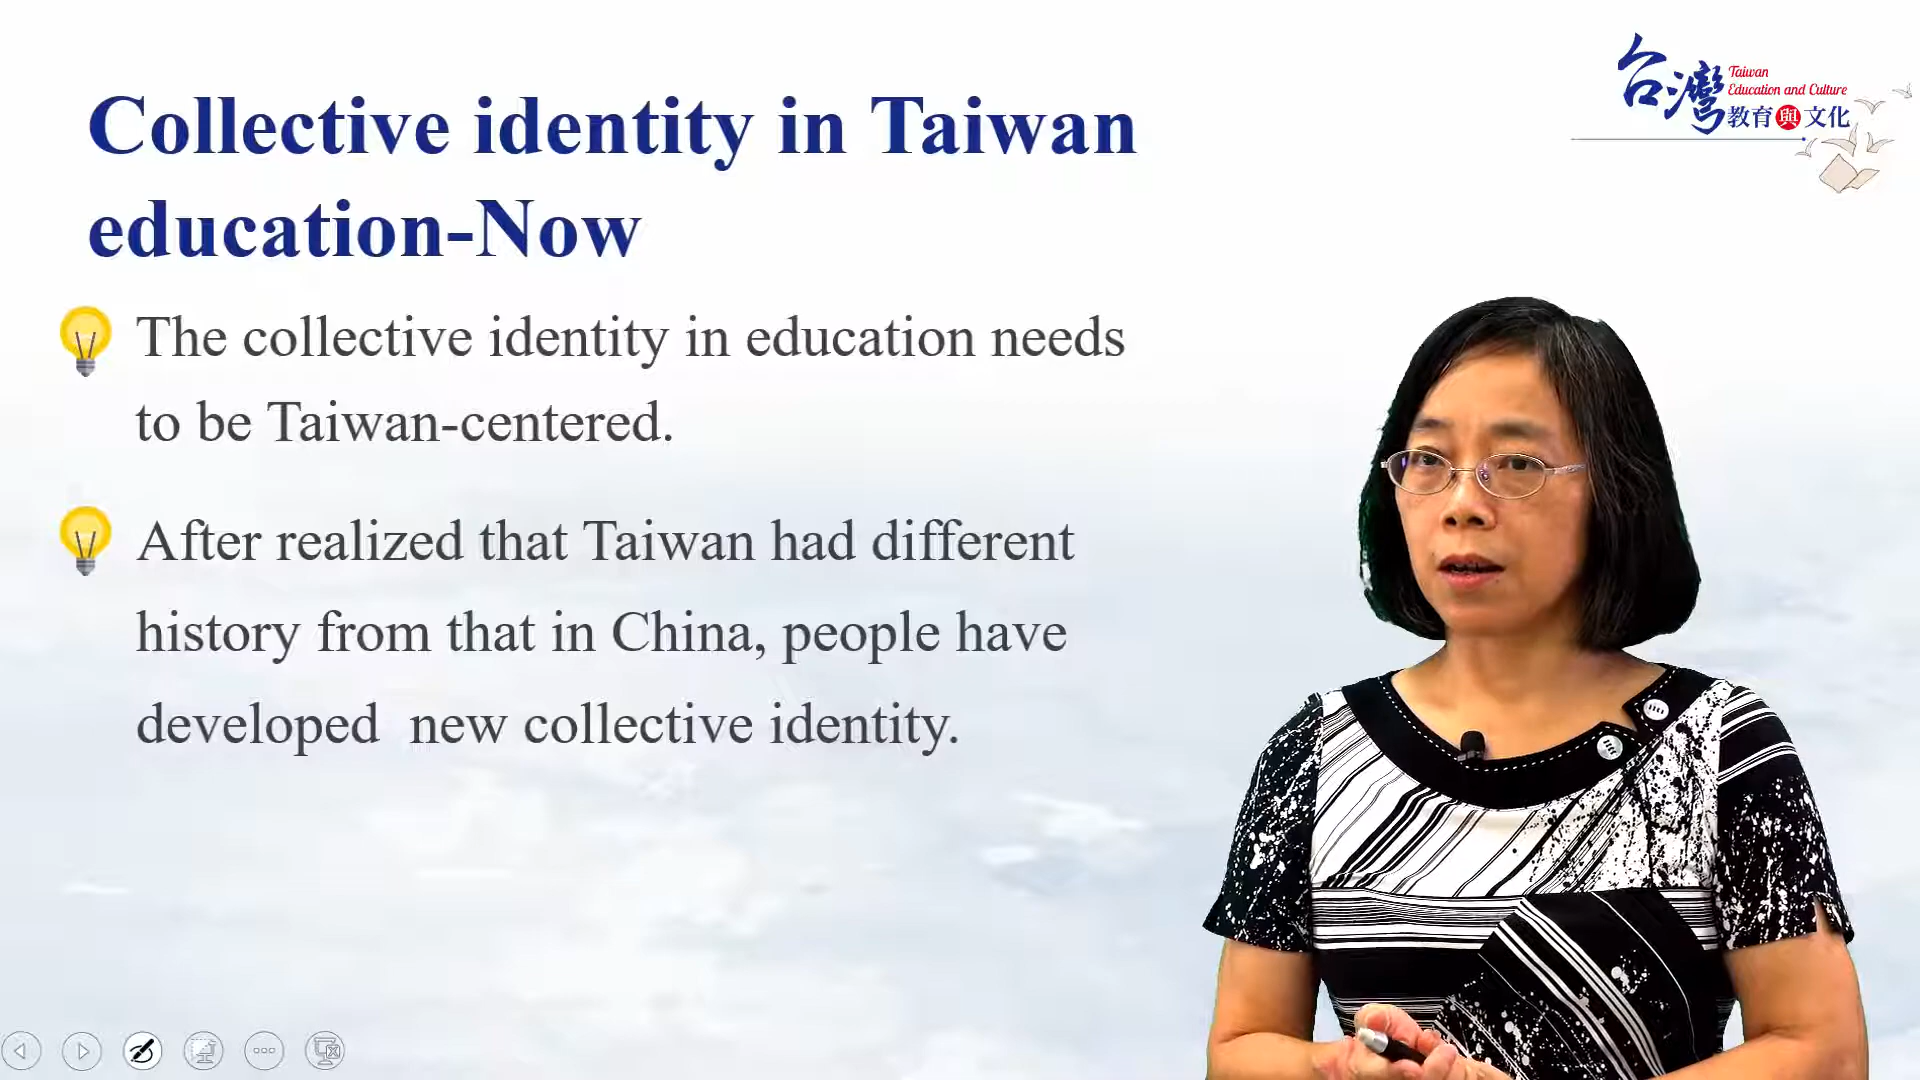 Collective identity in Taiwan
education-Now
The collective identity in education needs
to be Taiwan-centered.
After realized that Taiwan had different
history from that in China, people have
developed  new collective identity.
台灣
Taiwan
Education and Culture
教育與文化